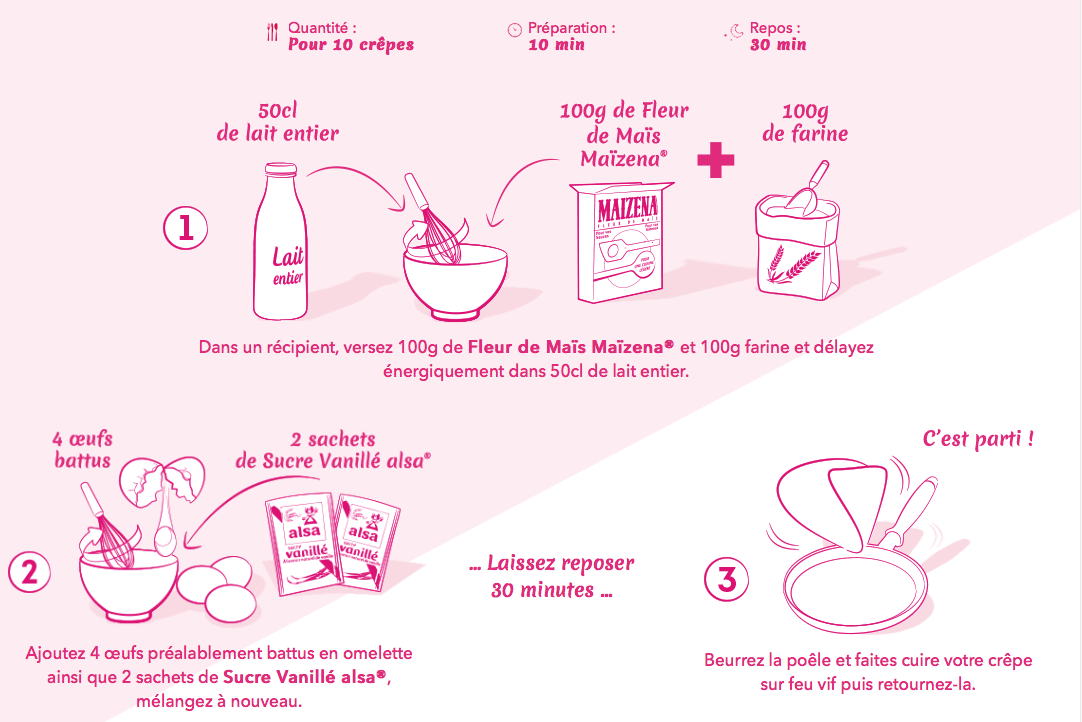 Quantité :
Pour 10 crêpes
Préparation :
10 min
Repos :
30 min
50cl
de lait entier
100g de Fleur
de Maïs
Maïzena®
100g
de farine
1
Lait
entier
MAIZENA
FLEUR DE MAÏS
Dans un récipient, versez 100g de Fleur de Maïs Maïzena® et 100g farine et délayez
énergiquement dans 50cl de lait entier.
4 œufs
battus
2 sachets
de Sucre Vanillé alsa®
C'est parti !
alsa
sucre
vanillé
alsa
vanillé
2
... Laissez reposer
30 minutes ...
3
Ajoutez 4 œufs préalablement battus en omelette
ainsi que 2 sachets de Sucre Vanillé alsa®,
mélangez à nouveau.
Beurrez la poêle et faites cuire votre crêpe
sur feu vif puis retournez-la.